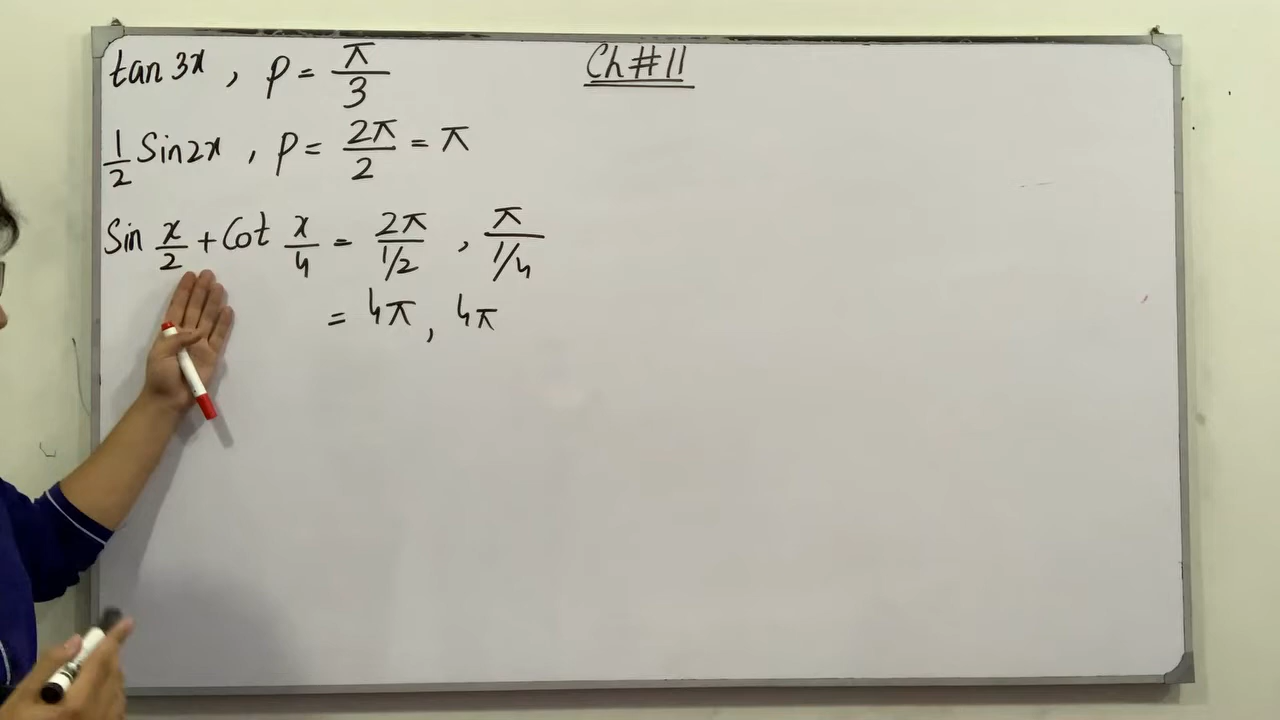 Ch#11
tan 3x , p = π/3
1/2 Sin2x , p = 2π/2 = π
Sin x/2 + Cot x/4 = 2π/1/2 , π/1/4
= 4π , 4π